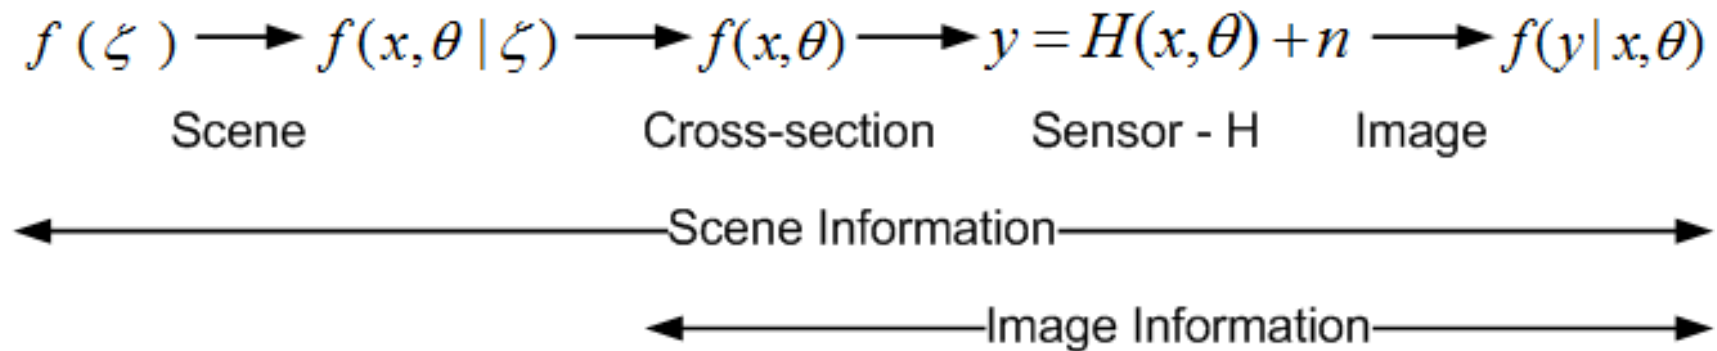 f(ζ) → f(x,θ|ζ) → f(x,θ) → y=H(x,θ)+n → f(y|x,θ)
Scene Cross-section Sensor - H Image
Scene Information
Image Information